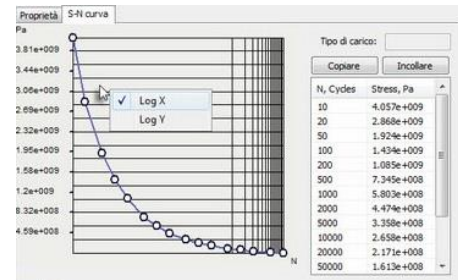 Proprietà S-N curva
Pa
3.81e+009
3.44e+009
3.06e+009
2.69e+009
2.32e+009
1.95e+009
1.58e+009
1.2e+009
8.32e+008
4.59e+008
Log X
Log Y
N
Tipo di carico:
Copiare Incollare
N, Cycles Stress, Pa
10 4.057e+009
20 2.868e+009
50 1.924e+009
100 1.434e+009
200 1.085e+009
500 7.345e+008
1000 5.803e+008
2000 4.474e+008
5000 3.358e+008
10000 2.658e+008
20000 2.171e+008
50000 1.613e+008